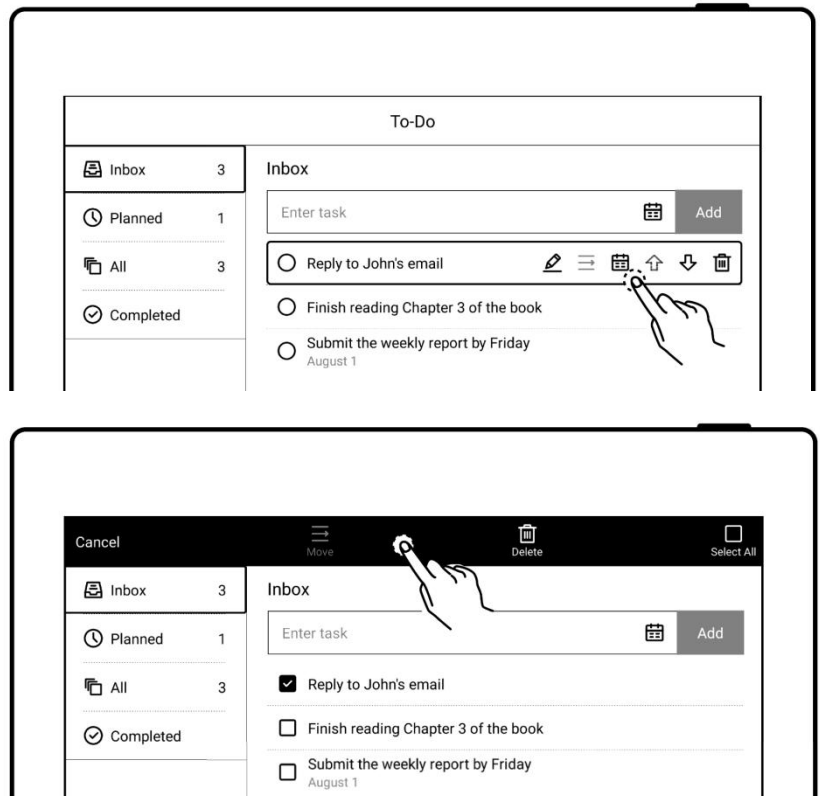 To-Do
Inbox 3
Planned 1
All 3
Completed
Inbox
Enter task Add
Reply to John's email
Finish reading Chapter 3 of the book
Submit the weekly report by Friday
August 1
Cancel Move Delete Select All
Inbox 3
Planned 1
All 3
Completed
Inbox
Enter task Add
Reply to John's email
Finish reading Chapter 3 of the book
Submit the weekly report by Friday
August 1